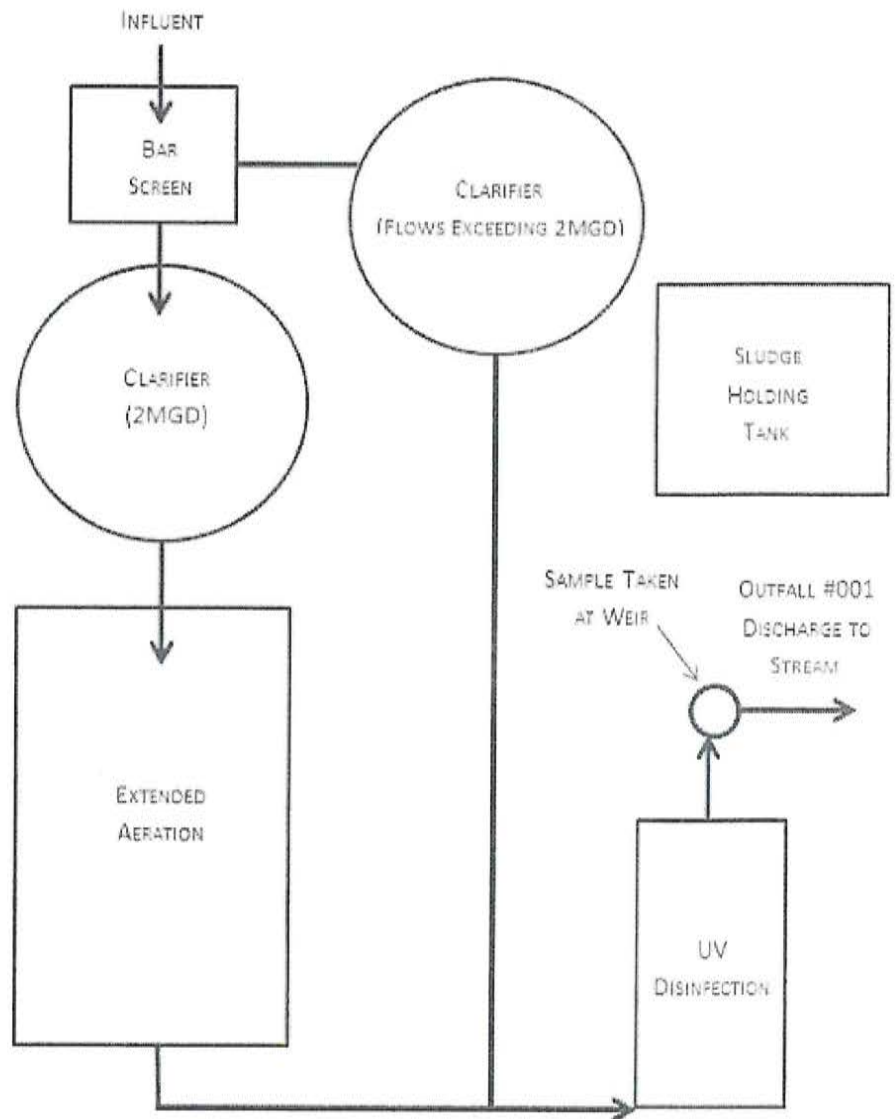 INFLUENT
BAR
SCREEN
CLARIFIER
(FLOWS EXCEEDING 2MGD)
CLARIFIER
(2MGD)
SLUDGE
HOLDING
TANK
SAMPLE TAKEN
AT WEIR
OUTFALL #001
DISCHARGE TO
STREAM
EXTENDED
AERATION
UV
DISINFECTION